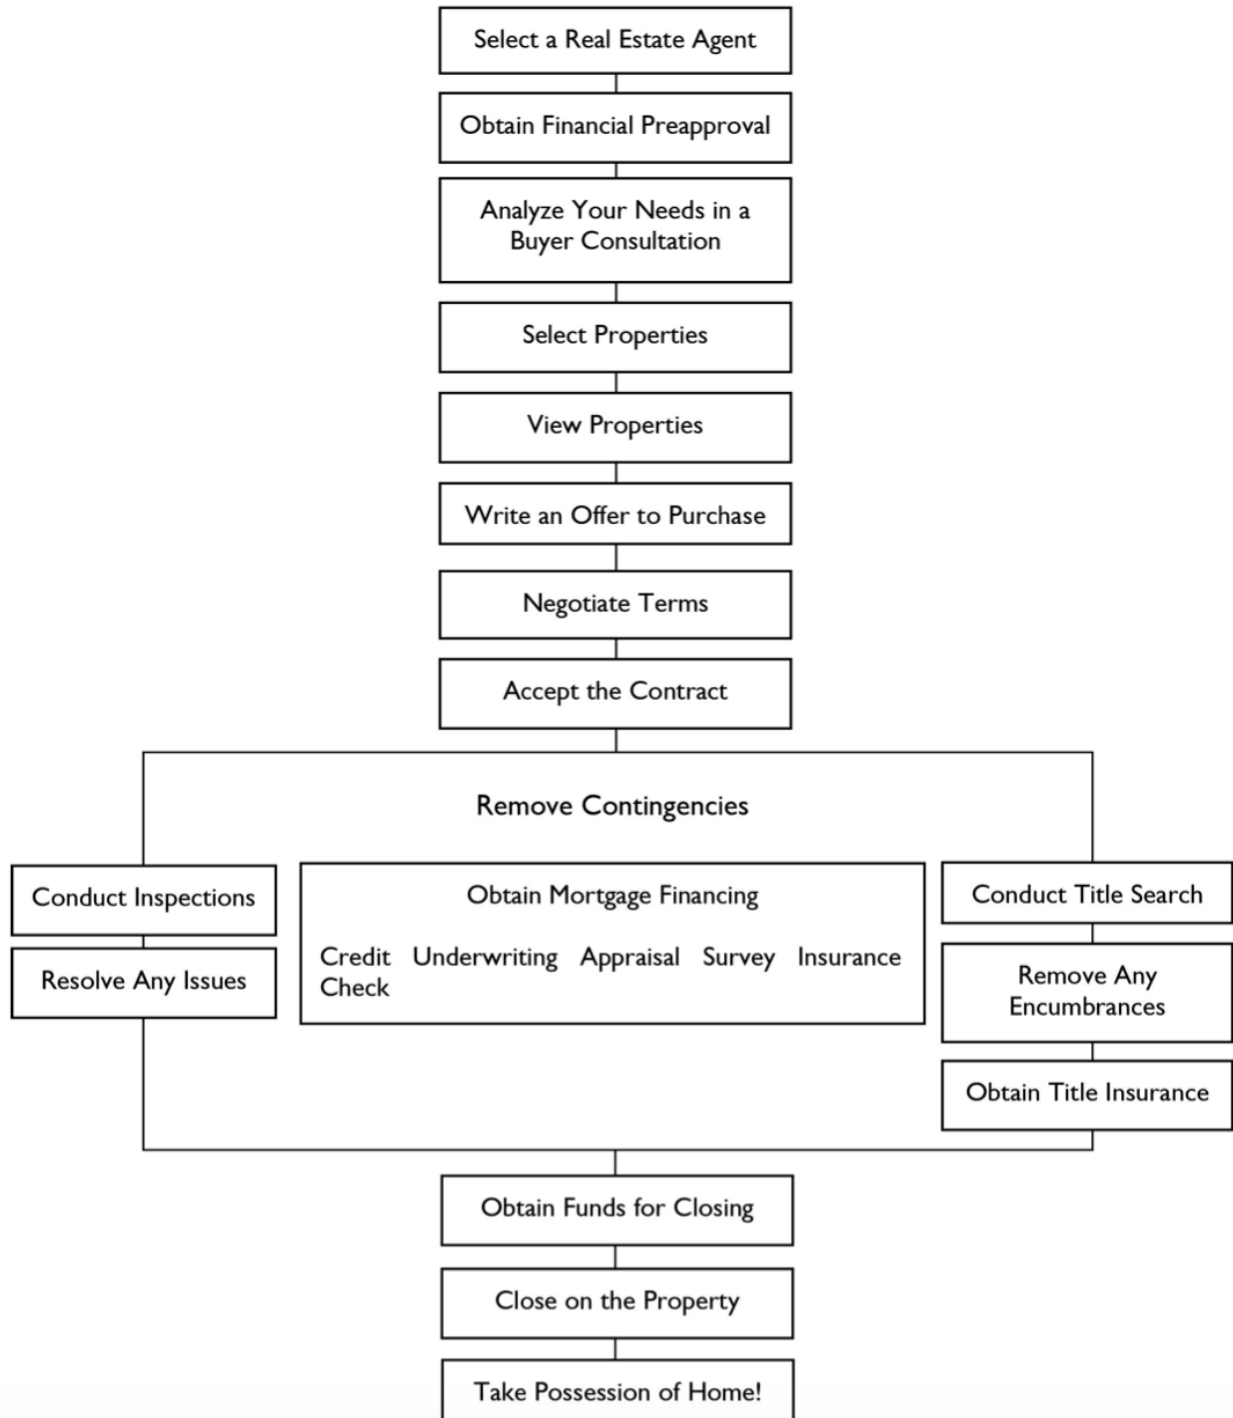 Select a Real Estate Agent
Obtain Financial Preapproval
Analyze Your Needs in a
Buyer Consultation
Select Properties
View Properties
Write an Offer to Purchase
Negotiate Terms
Accept the Contract
Remove Contingencies
Conduct Inspections
Resolve Any Issues
Obtain Mortgage Financing
Credit Underwriting Appraisal Survey Insurance
Check
Conduct Title Search
Remove Any
Encumbrances
Obtain Title Insurance
Obtain Funds for Closing
Close on the Property
Take Possession of Home!